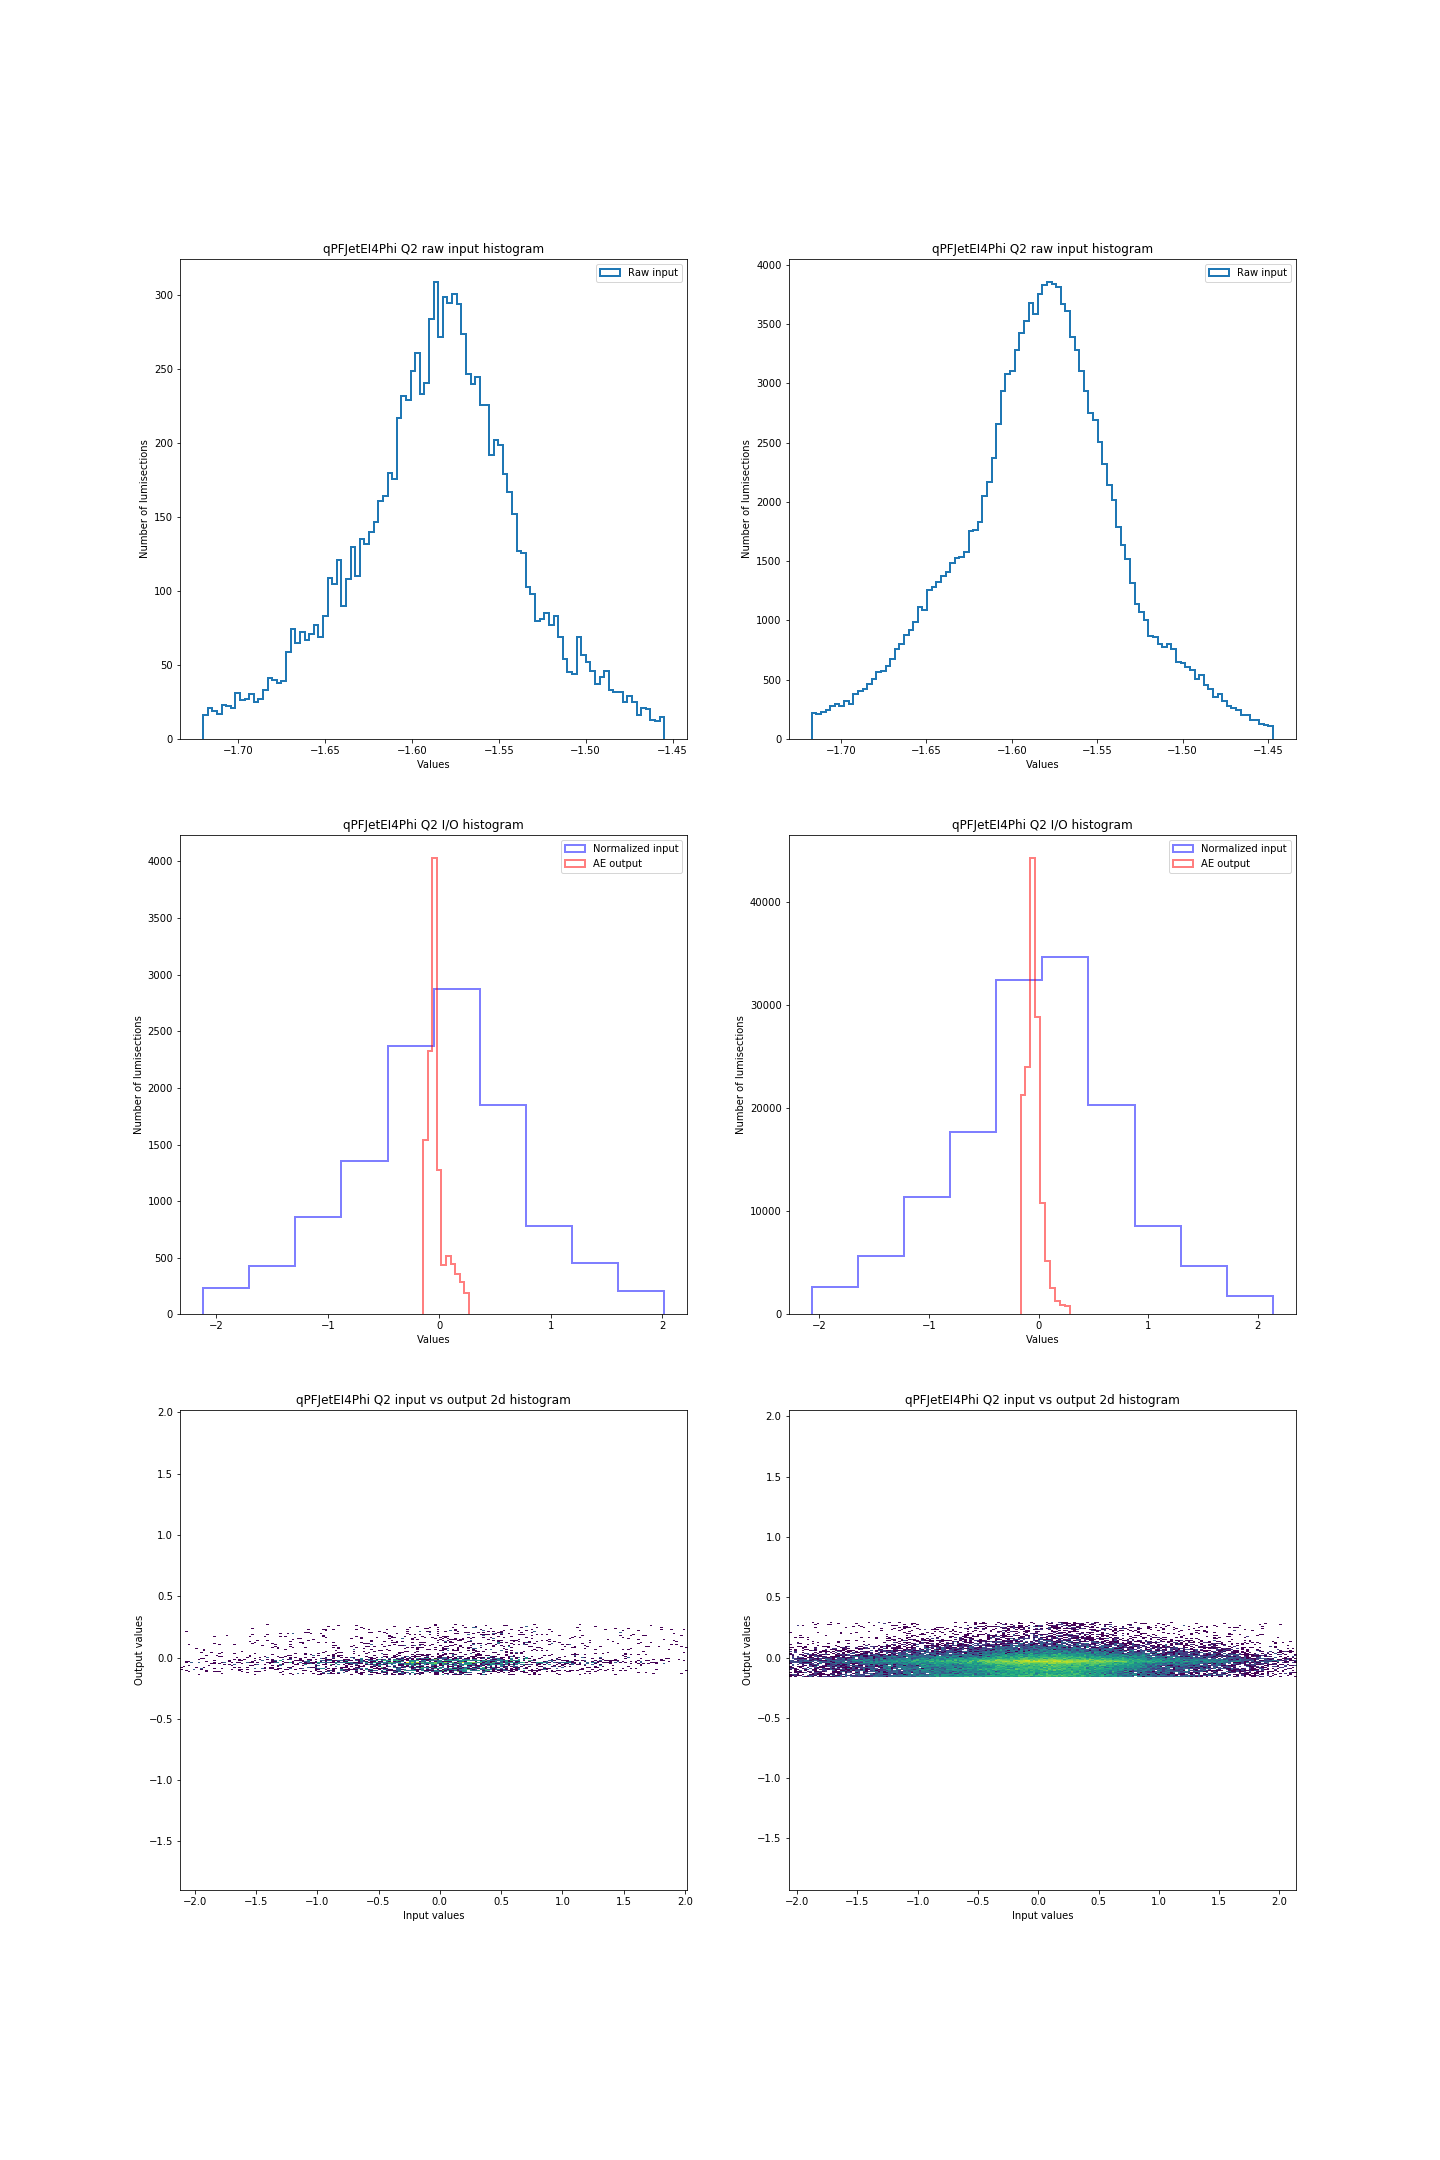 qPFJetEI4Phi Q2 raw input histogram
Raw input
Number of lumisections
300
250
200
150
100
50
0
−1.70 −1.65 −1.60 −1.55 −1.50 −1.45
Values
qPFJetEI4Phi Q2 raw input histogram
Raw input
Number of lumisections
4000
3500
3000
2500
2000
1500
1000
500
0
−1.70 −1.65 −1.60 −1.55 −1.50 −1.45
Values
qPFJetEI4Phi Q2 I/O histogram
Normalized input
AE output
Number of lumisections
4000
3500
3000
2500
2000
1500
1000
500
0
−2 −1 0 1 2
Values
qPFJetEI4Phi Q2 I/O histogram
Normalized input
AE output
Number of lumisections
40000
30000
20000
10000
0
−2 −1 0 1 2
Values
qPFJetEI4Phi Q2 input vs output 2d histogram
Output values
2.0
1.5
1.0
0.5
0.0
−0.5
−1.0
−1.5
−2.0 −1.5 −1.0 −0.5 0.0 0.5 1.0 1.5 2.0
Input values
qPFJetEI4Phi Q2 input vs output 2d histogram
Output values
2.0
1.5
1.0
0.5
0.0
−0.5
−1.0
−1.5
−2.0 −1.5 −1.0 −0.5 0.0 0.5 1.0 1.5 2.0
Input values